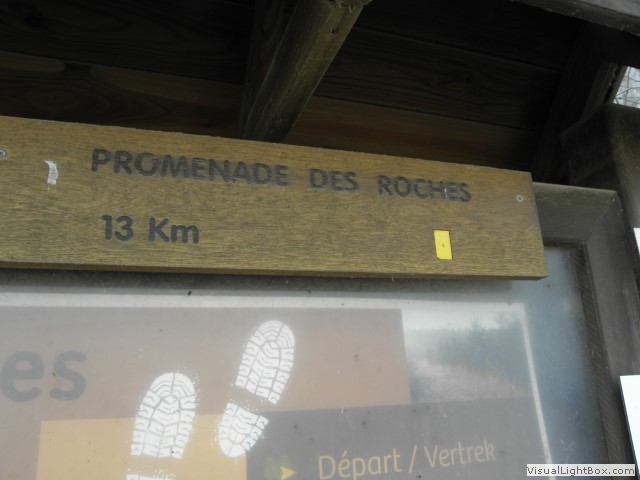 PROMENADE DES ROCHES
13 Km
es
Départ / Vertrek
VisualLightBox.com